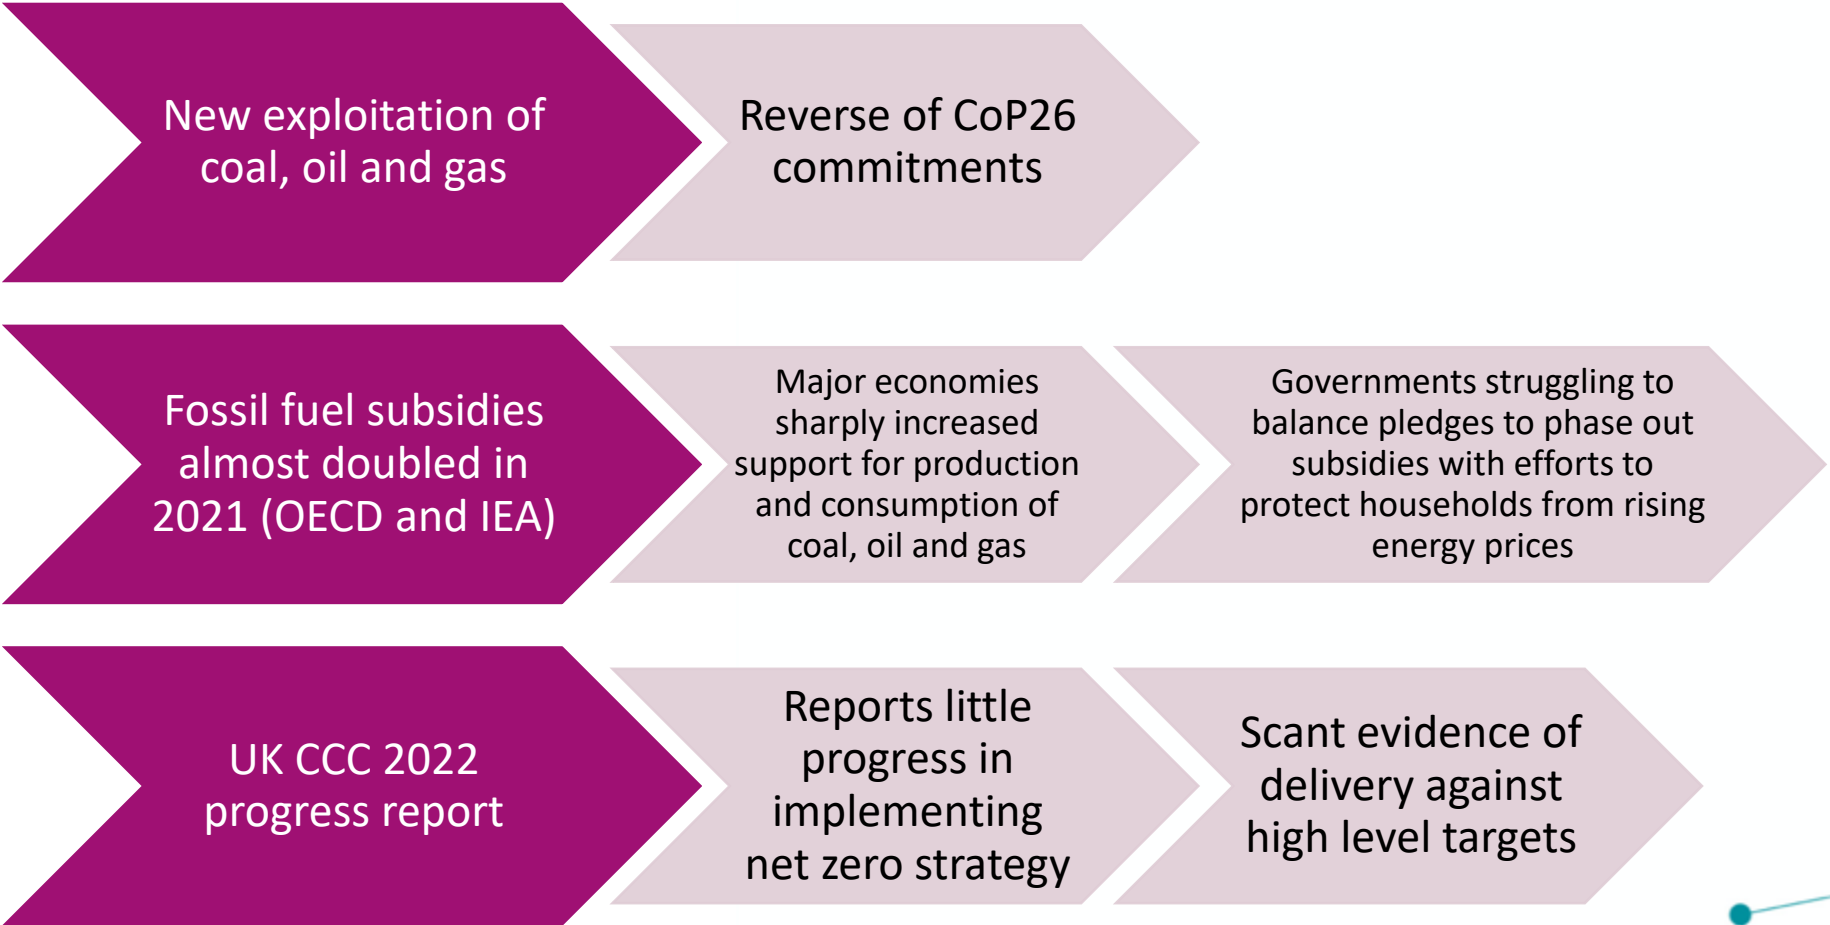 New exploitation of
coal, oil and gas
Reverse of CoP26
commitments
Fossil fuel subsidies
almost doubled in
2021 (OECD and IEA)
Major economies
sharply increased
support for production
and consumption of
coal, oil and gas
Governments struggling to
balance pledges to phase out
subsidies with efforts to
protect households from rising
energy prices
UK CCC 2022
progress report
Reports little
progress in
implementing
net zero strategy
Scant evidence of
delivery against
high level targets